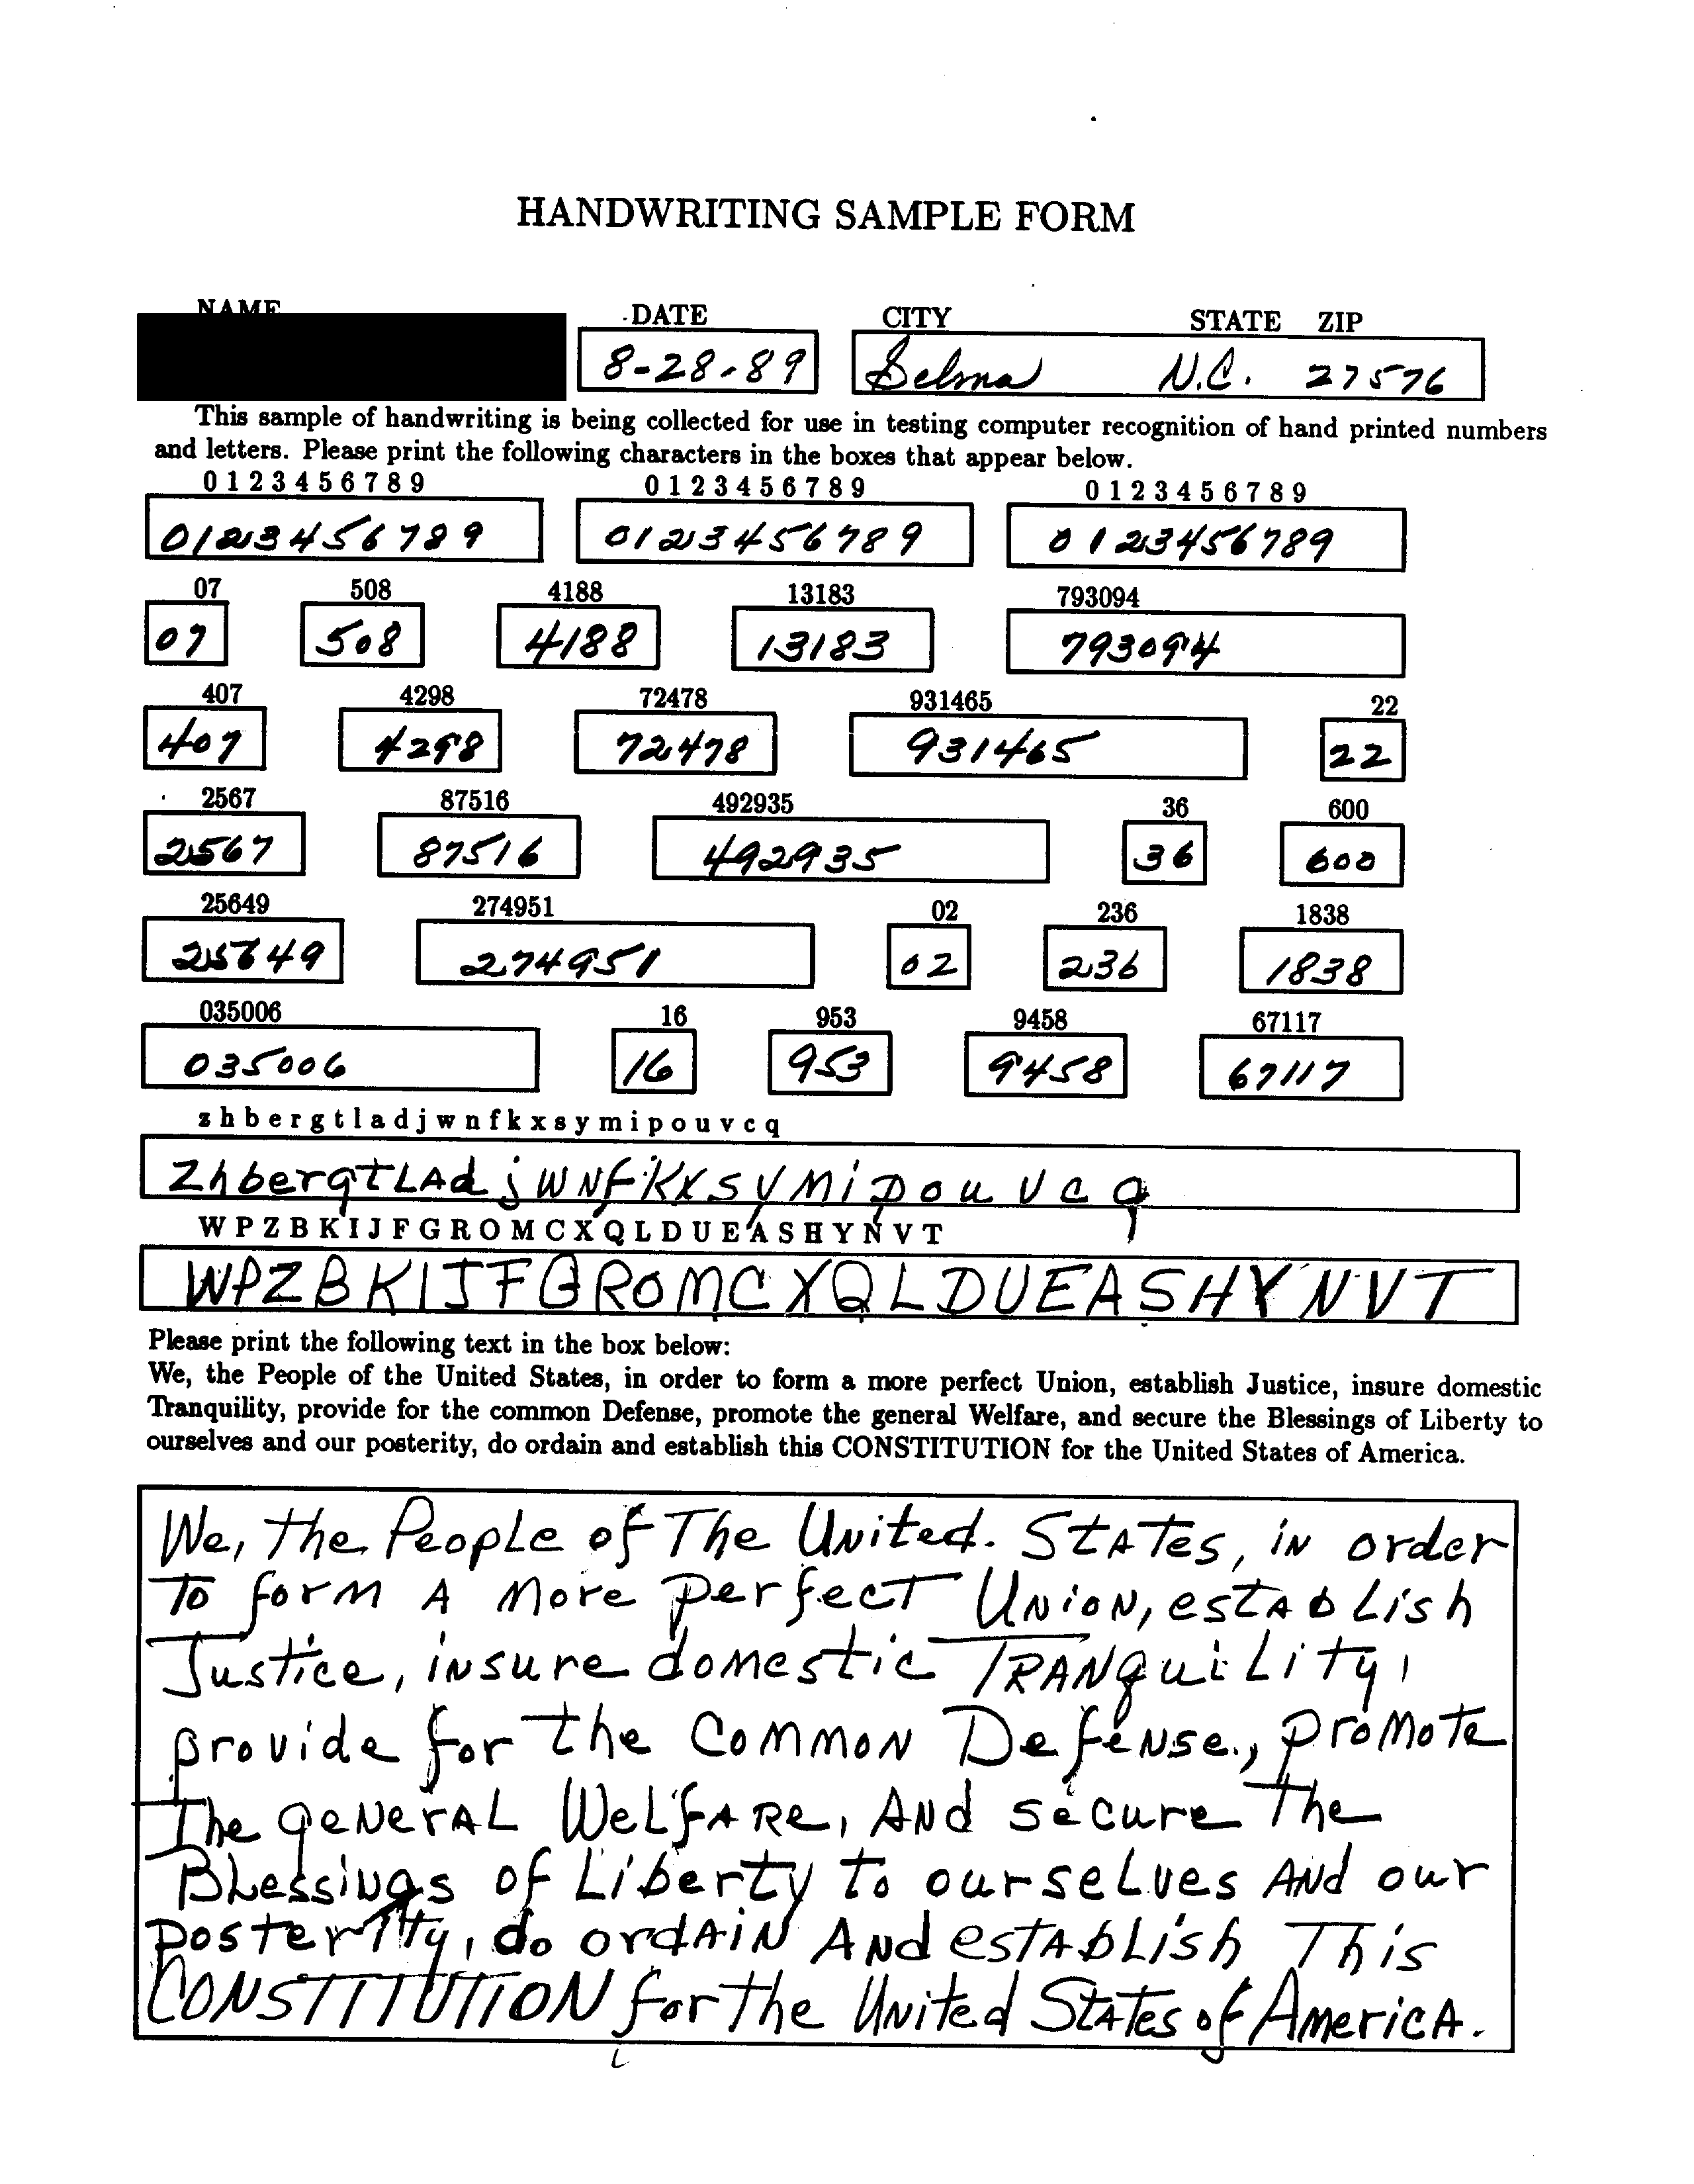 HANDWRITING SAMPLE FORM
NAME DATE CITY STATE ZIP
8-28-89 Selma N.C. 27576
This sample of handwriting is being collected for use in testing computer recognition of hand printed numbers
and letters. Please print the following characters in the boxes that appear below.
0 1 2 3 4 5 6 7 8 9 0 1 2 3 4 5 6 7 8 9 0 1 2 3 4 5 6 7 8 9
0123456789 0123456789 0123456789
07 508 4188 13183 793094
07 508 4188 13183 793094
407 4298 72478 931465 22
407 4298 72478 931465 22
2567 87516 492935 36 600
2567 87516 492935 36 600
25649 274951 02 236 1838
25649 274951 02 236 1838
035006 16 953 9458 67117
035006 16 953 9458 67117
z h b e r g t l a d j w n f k x s y m i p o u v c q
ZhbergtLAdjWNfKXSYMiPouVcq
W P Z B K I J F G R O M C X Q L D U E A S H Y N V T
WPZBKIJFGROMCXQLDUEASHYNVT
Please print the following text in the box below:
We, the People of the United States, in order to form a more perfect Union, establish Justice, insure domestic
Tranquility, provide for the common Defense, promote the general Welfare, and secure the Blessings of Liberty to
ourselves and our posterity, do ordain and establish this CONSTITUTION for the United States of America.
We, the PeopLe of The UNited. StATes, iN order
To forM A More perfecT UNioN, estAbLish
Justice, iNsure doMestic TRANquiLity,
provide for the CoMMoN DefeNse., proMoTe
The geNerAL WeLfARe, ANd secure The
BLessiNgs of Liberty to ourseLves ANd our
posterITy, do ordAiN ANd estAbLish This
CONSTITUTION for the UNited StATes of AmericA.